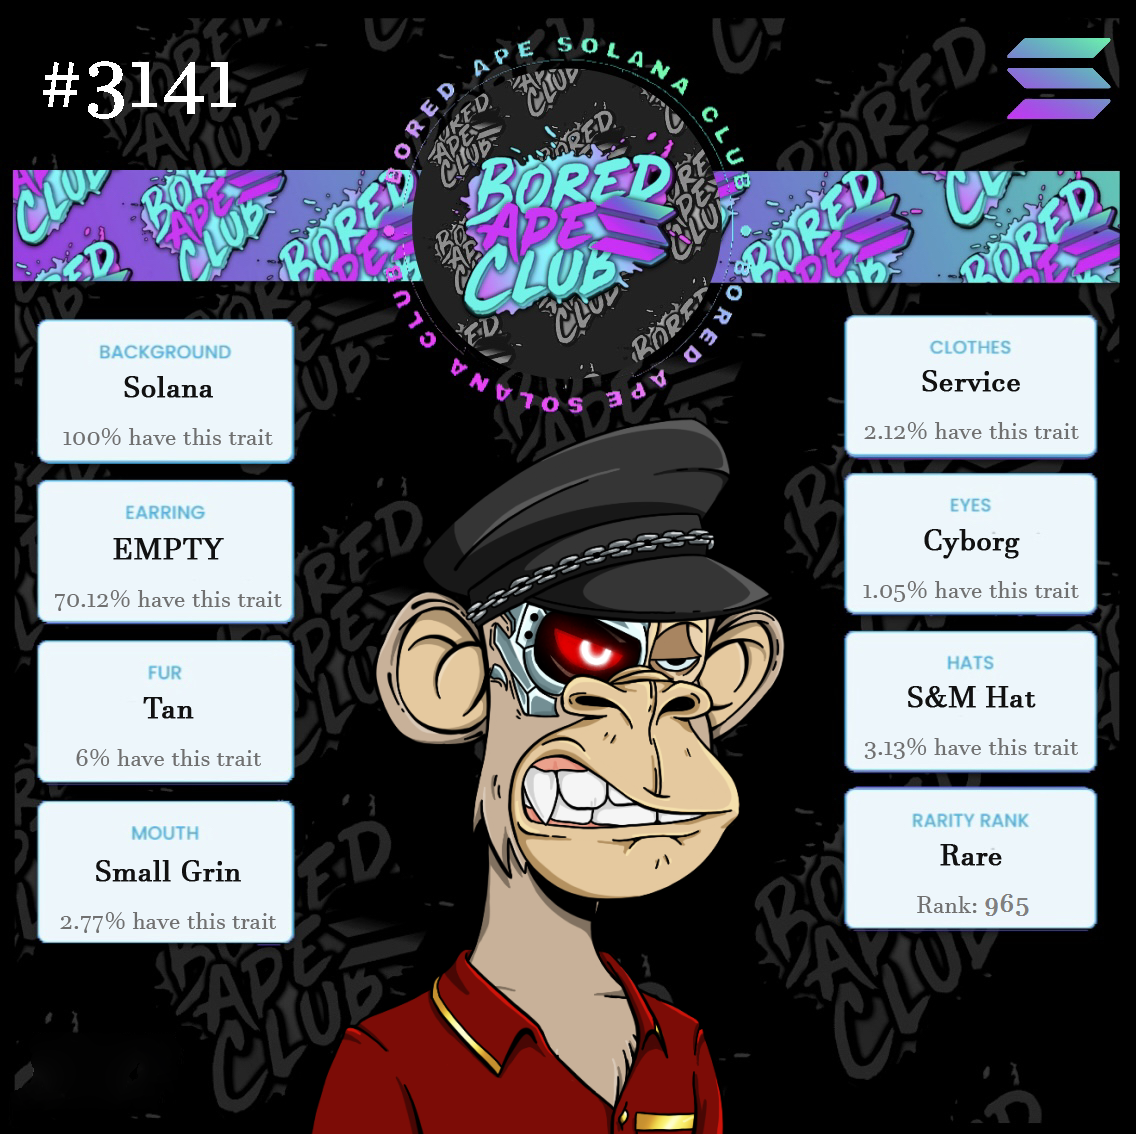 #3141
BORED APE SOLANA CLUB
BORED APE SOLANA CLUB
BORED
APE
CLUB
BACKGROUND
Solana
100% have this trait
EARRING
EMPTY
70.12% have this trait
FUR
Tan
6% have this trait
MOUTH
Small Grin
2.77% have this trait
CLOTHES
Service
2.12% have this trait
EYES
Cyborg
1.05% have this trait
HATS
S&M Hat
3.13% have this trait
RARITY RANK
Rare
Rank: 965